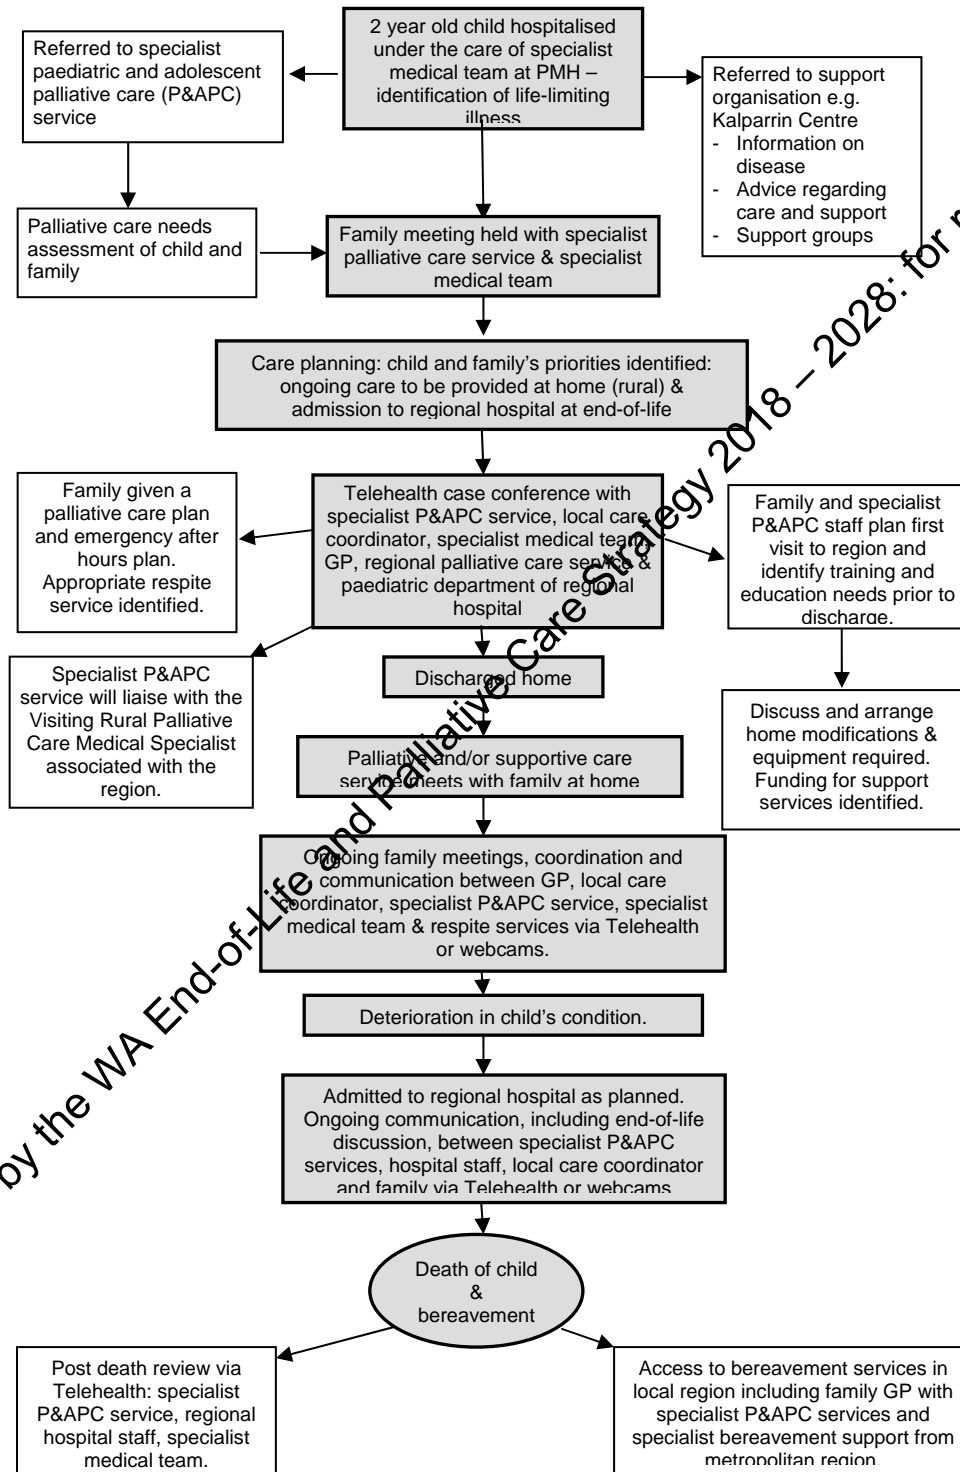 2 year old child hospitalised
under the care of specialist
medical team at PMH –
identification of life-limiting
illness
Referred to specialist
paediatric and adolescent
palliative care (P&APC)
service
Referred to support
organisation e.g.
Kalparrin Centre
- Information on
disease
- Advice regarding
care and support
- Support groups
Palliative care needs
assessment of child and
family
Family meeting held with specialist
palliative care service & specialist
medical team
Care planning: child and family's priorities identified:
ongoing care to be provided at home (rural) &
admission to regional hospital at end-of-life
Family given a
palliative care plan
and emergency after
hours plan.
Appropriate respite
service identified.
Telehealth case conference with
specialist P&APC service, local care
coordinator, specialist medical team,
GP, regional palliative care service &
paediatric department of regional
hospital
Family and specialist
P&APC staff plan first
visit to region and
identify training and
education needs prior to
discharge.
Specialist P&APC
service will liaise with the
Visiting Rural Palliative
Care Medical Specialist
associated with the
region.
Discharged home
Discuss and arrange
home modifications &
equipment required.
Funding for support
services identified.
Palliative and/or supportive care
service meets with family at home
Ongoing family meetings, coordination and
communication between GP, local care
coordinator, specialist P&APC service, specialist
medical team & respite services via Telehealth
or webcams.
Deterioration in child's condition.
Admitted to regional hospital as planned.
Ongoing communication, including end-of-life
discussion, between specialist P&APC
services, hospital staff, local care coordinator
and family via Telehealth or webcams
Death of child
&
bereavement
Post death review via
Telehealth: specialist
P&APC service, regional
hospital staff, specialist
medical team.
Access to bereavement services in
local region including family GP with
specialist P&APC services and
specialist bereavement support from
metropolitan region.
by the WA End-of-Life and Palliative Care Strategy 2018 – 2028: for